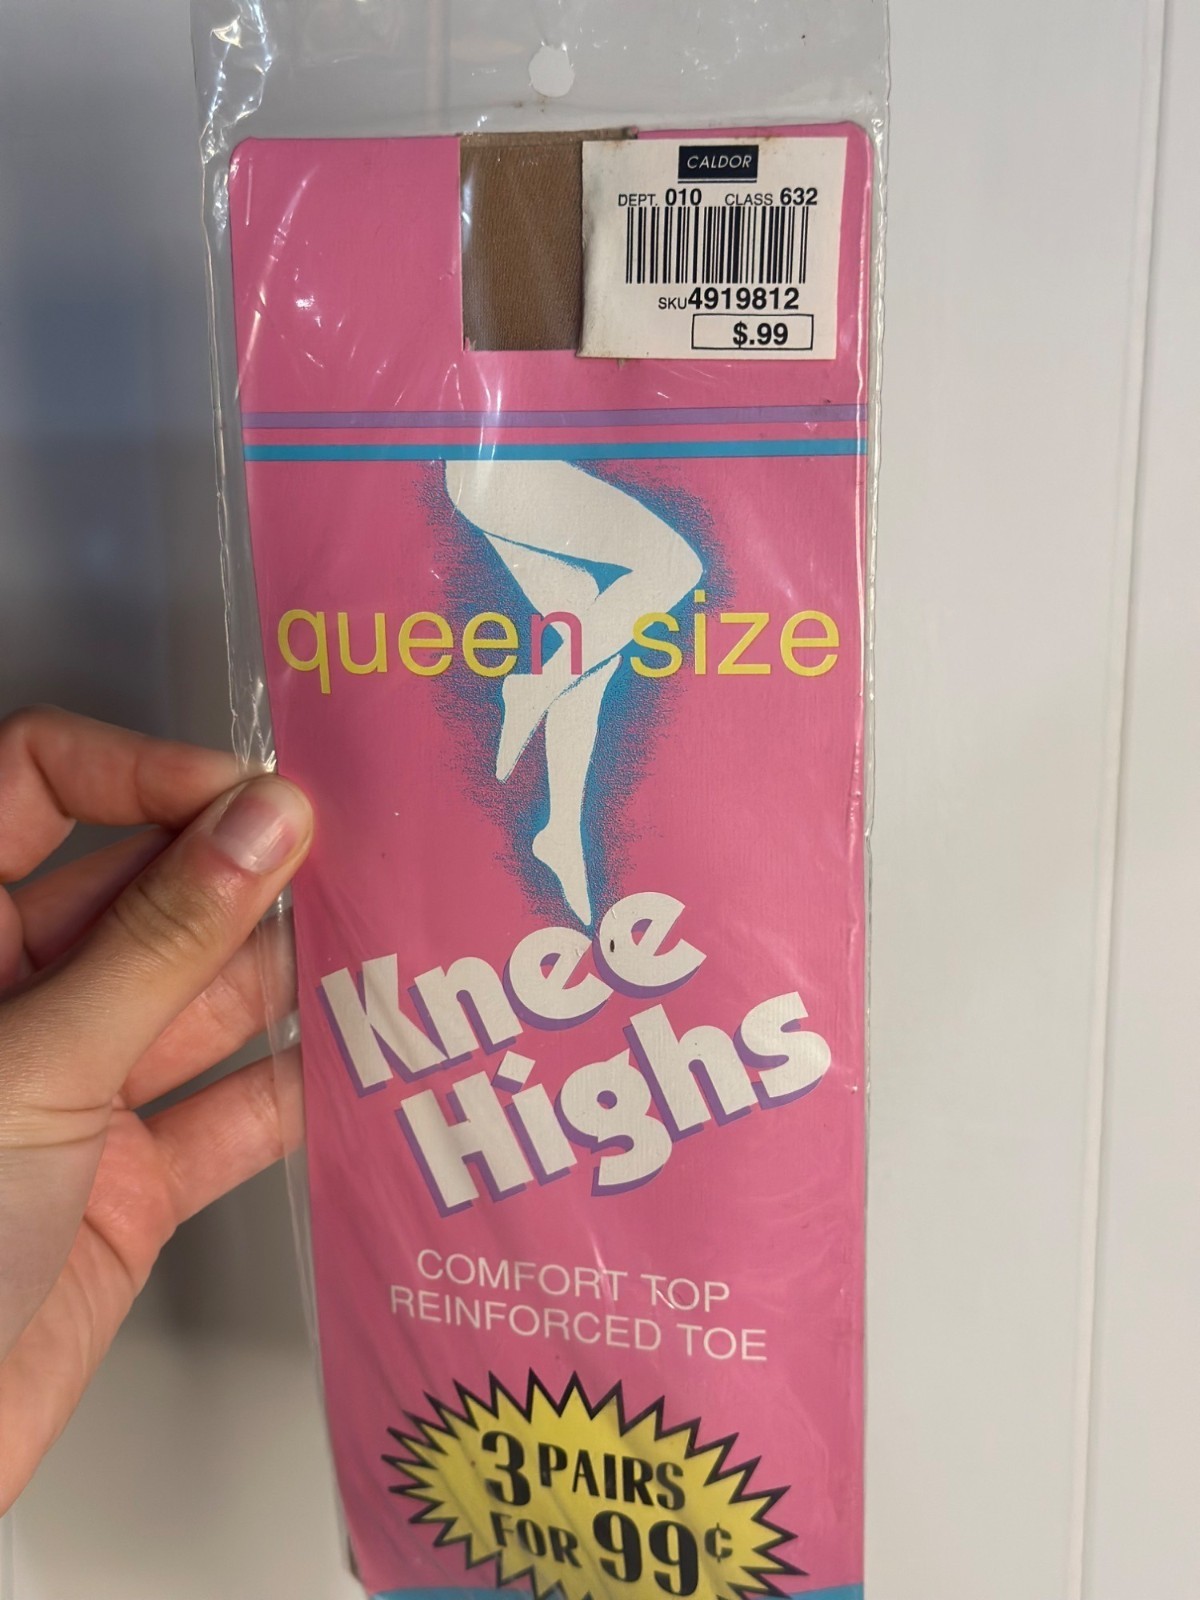 CALDOR
DEPT. 010 CLASS 632
SKU4919812
$.99
queen size
Knee
Highs
COMFORT TOP
REINFORCED TOE
3 PAIRS
FOR 99¢